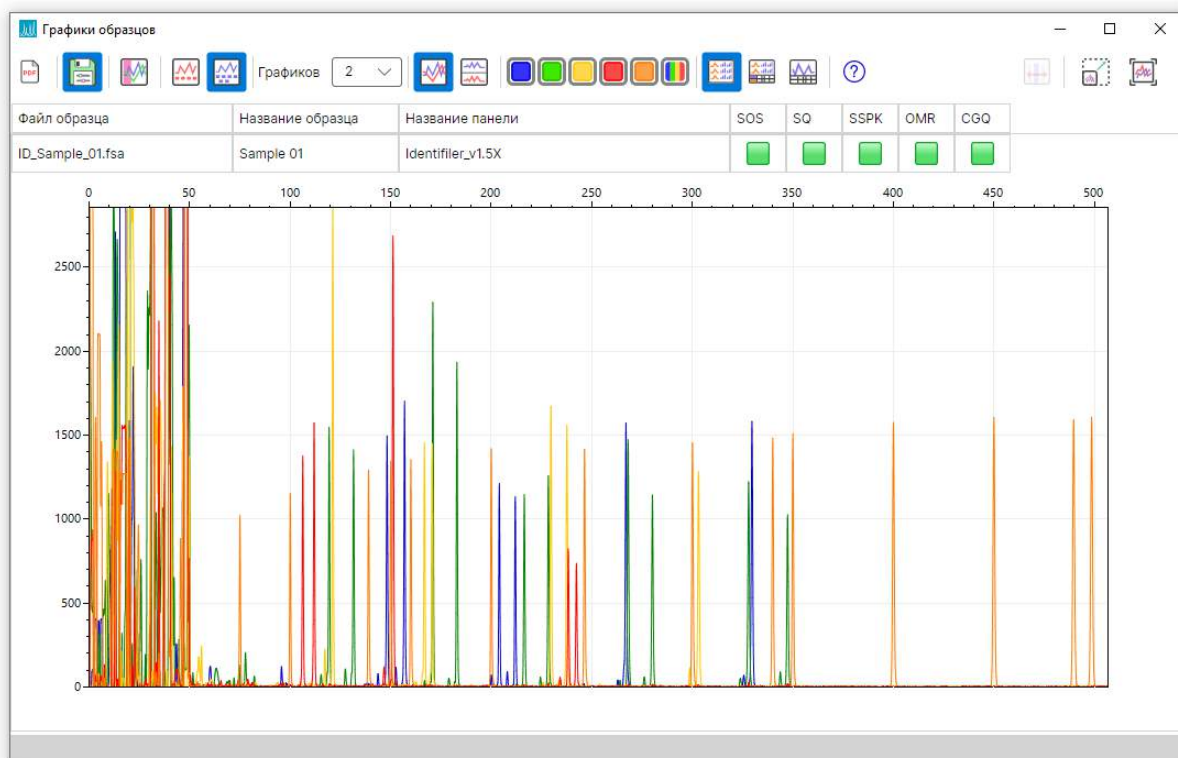 Графики образцов
PDF Графиков 2 ?
Файл образца Название образца Название панели SOS SQ SSPK OMR CGQ
ID_Sample_01.fsa Sample 01 Identifiler_v1.5X
0 50 100 150 200 250 300 350 400 450 500
2500
2000
1500
1000
500
0